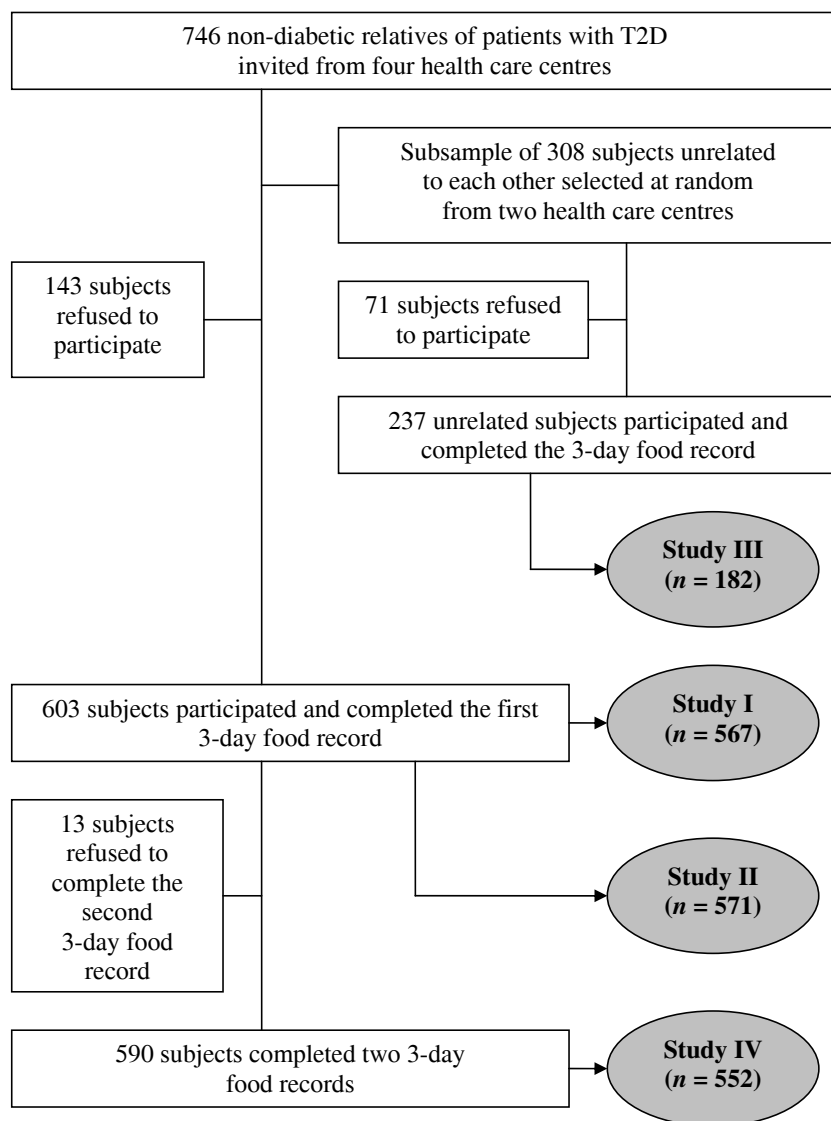 746 non-diabetic relatives of patients with T2D
invited from four health care centres
Subsample of 308 subjects unrelated
to each other selected at random
from two health care centres
143 subjects
refused to
participate
71 subjects refused
to participate
237 unrelated subjects participated and
completed the 3-day food record
Study III
(n = 182)
603 subjects participated and completed the first
3-day food record
Study I
(n = 567)
13 subjects
refused to
complete the
second
3-day food
record
Study II
(n = 571)
590 subjects completed two 3-day
food records
Study IV
(n = 552)